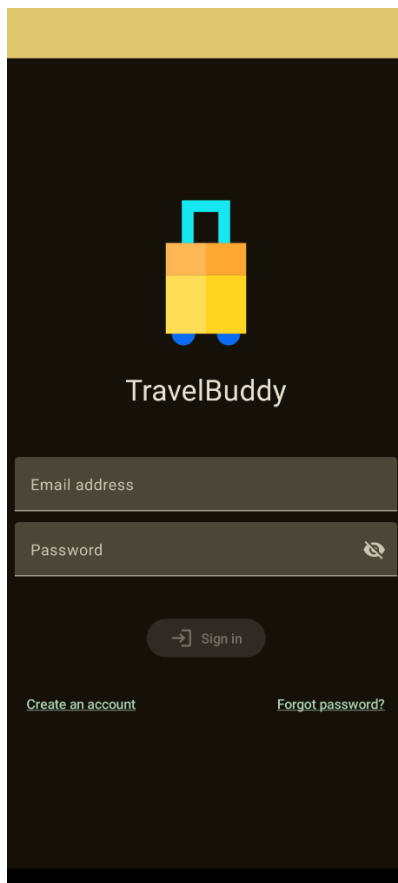 TravelBuddy
Email address
Password
Sign in
Create an account
Forgot password?